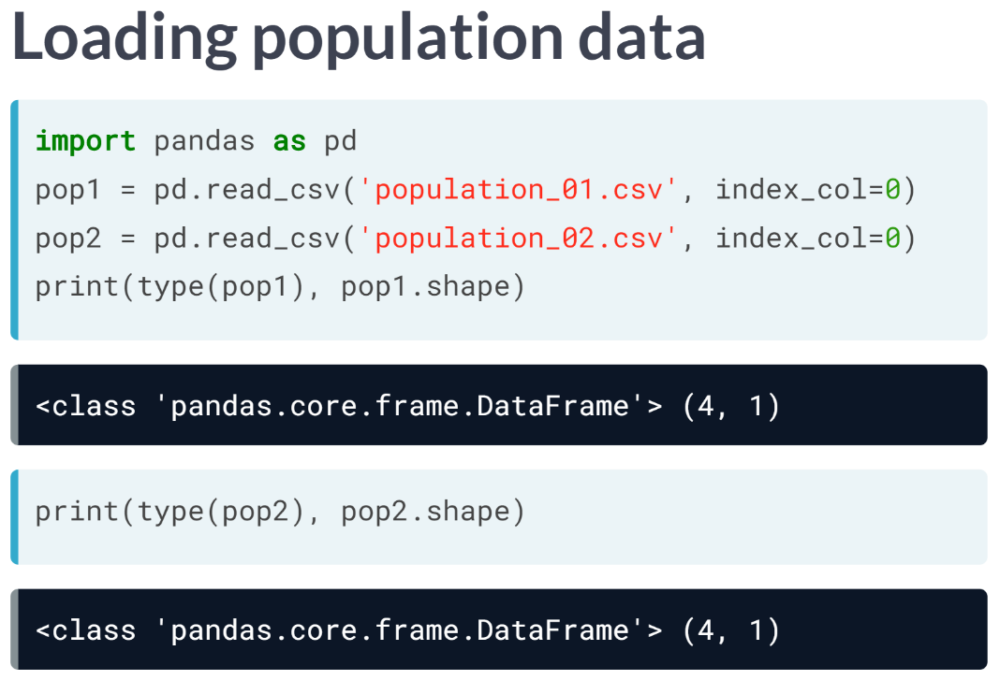 Loading population data
import pandas as pd
pop1 = pd.read_csv('population_01.csv', index_col=0)
pop2 = pd.read_csv('population_02.csv', index_col=0)
print(type(pop1), pop1.shape)
<class 'pandas.core.frame.DataFrame'> (4, 1)
print(type(pop2), pop2.shape)
<class 'pandas.core.frame.DataFrame'> (4, 1)